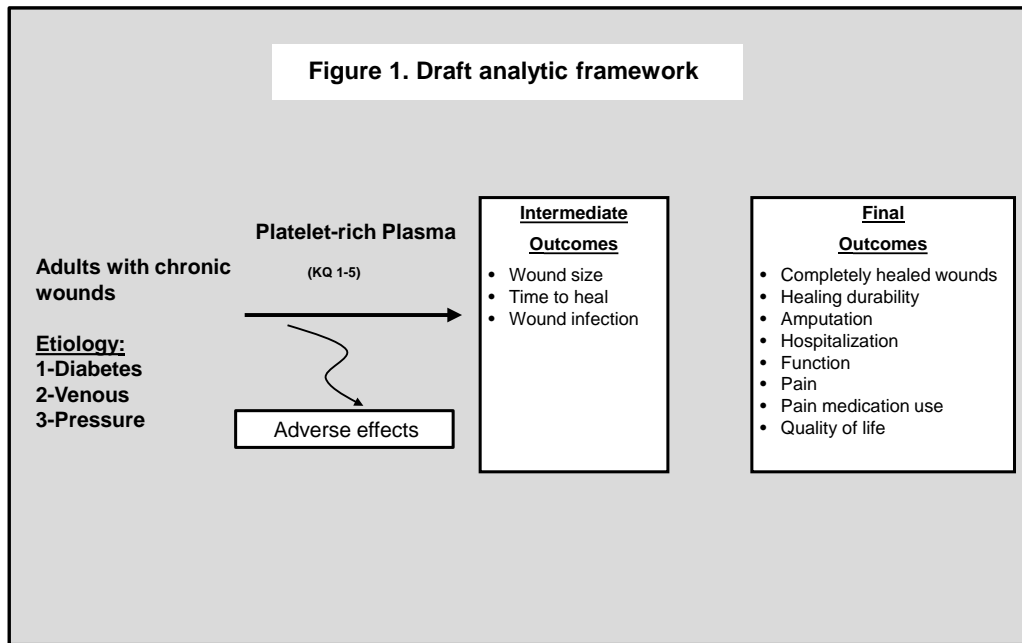 Figure 1. Draft analytic framework
Adults with chronic
wounds
Etiology:
1-Diabetes
2-Venous
3-Pressure
Platelet-rich Plasma
(KQ 1-5)
Adverse effects
Intermediate
Outcomes
• Wound size
• Time to heal
• Wound infection
Final
Outcomes
• Completely healed wounds
• Healing durability
• Amputation
• Hospitalization
• Function
• Pain
• Pain medication use
• Quality of life